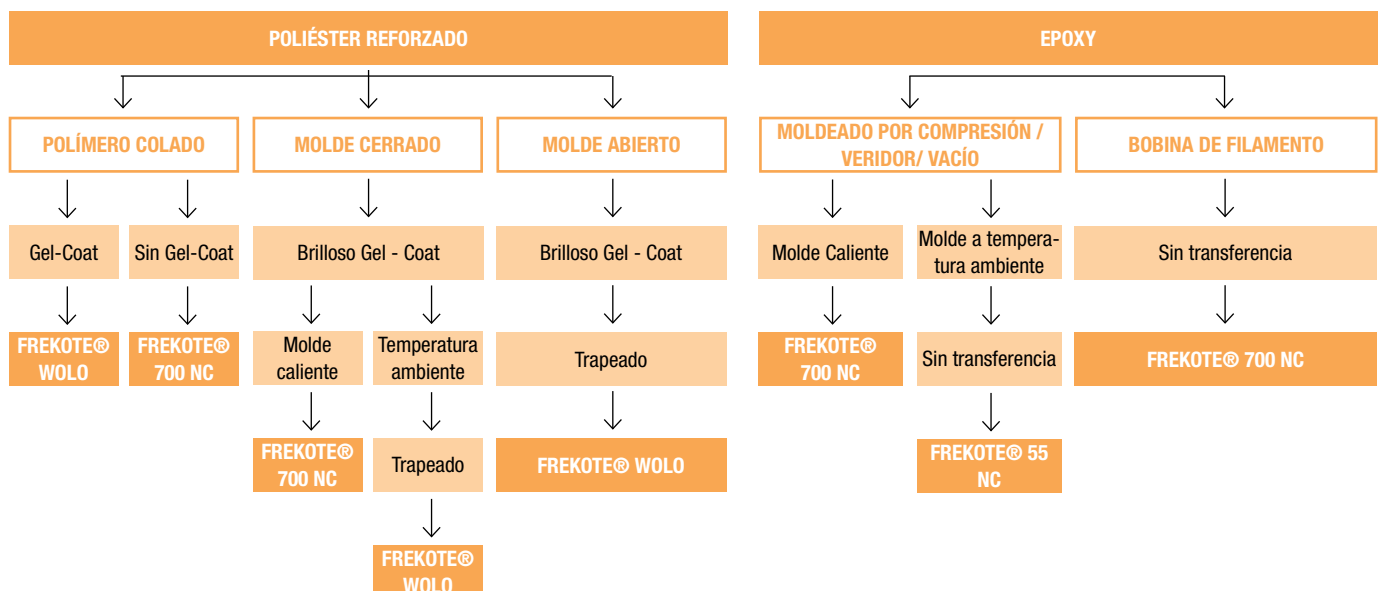 POLIÉSTER REFORZADO
POLÍMERO COLADO
MOLDE CERRADO
MOLDE ABIERTO
Gel-Coat
Sin Gel-Coat
Brilloso Gel - Coat
Brilloso Gel - Coat
FREKOTE®
WOLO
FREKOTE®
700 NC
Molde
caliente
Temperatura
ambiente
Trapeado
FREKOTE®
700 NC
Trapeado
FREKOTE® WOLO
FREKOTE®
WOLO
EPOXY
MOLDEADO POR COMPRESIÓN /
VERIDOR/ VACÍO
BOBINA DE FILAMENTO
Molde Caliente
Molde a tempera-
tura ambiente
Sin transferencia
FREKOTE®
700 NC
Sin transferencia
FREKOTE® 700 NC
FREKOTE® 55
NC